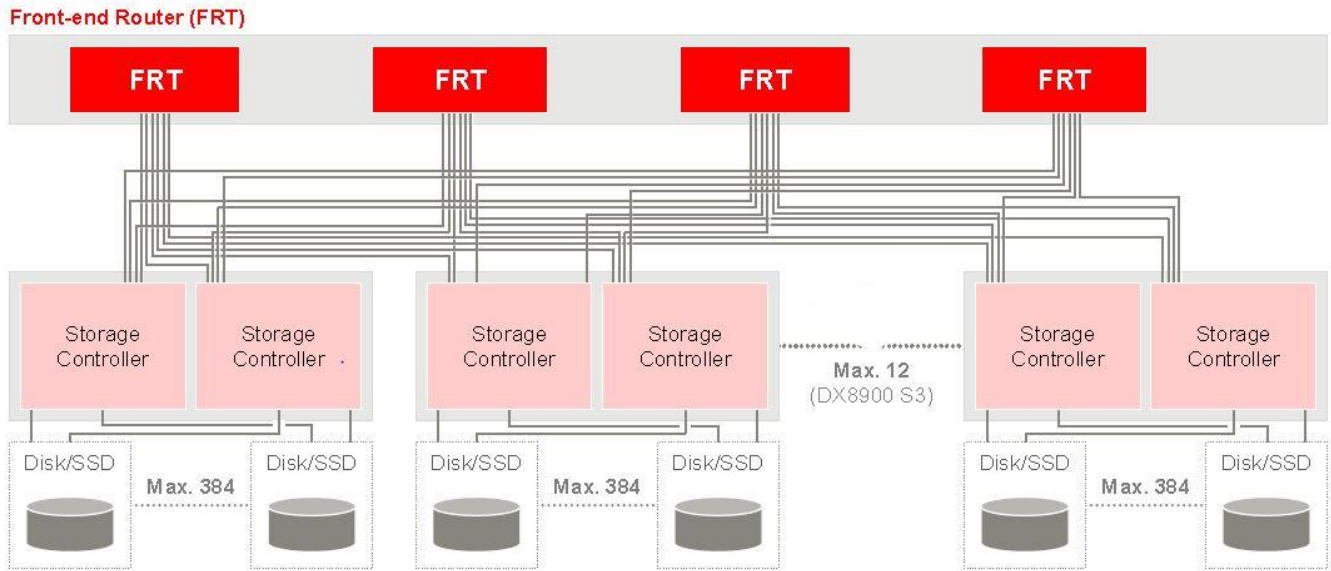 Front-end Router (FRT)
FRT
FRT
FRT
FRT
Storage
Controller
Storage
Controller
Storage
Controller
Storage
Controller
Max. 12
(DX8900 S3)
Storage
Controller
Storage
Controller
Disk/SSD
Max. 384
Disk/SSD
Disk/SSD
Max. 384
Disk/SSD
Disk/SSD
Max. 384
Disk/SSD